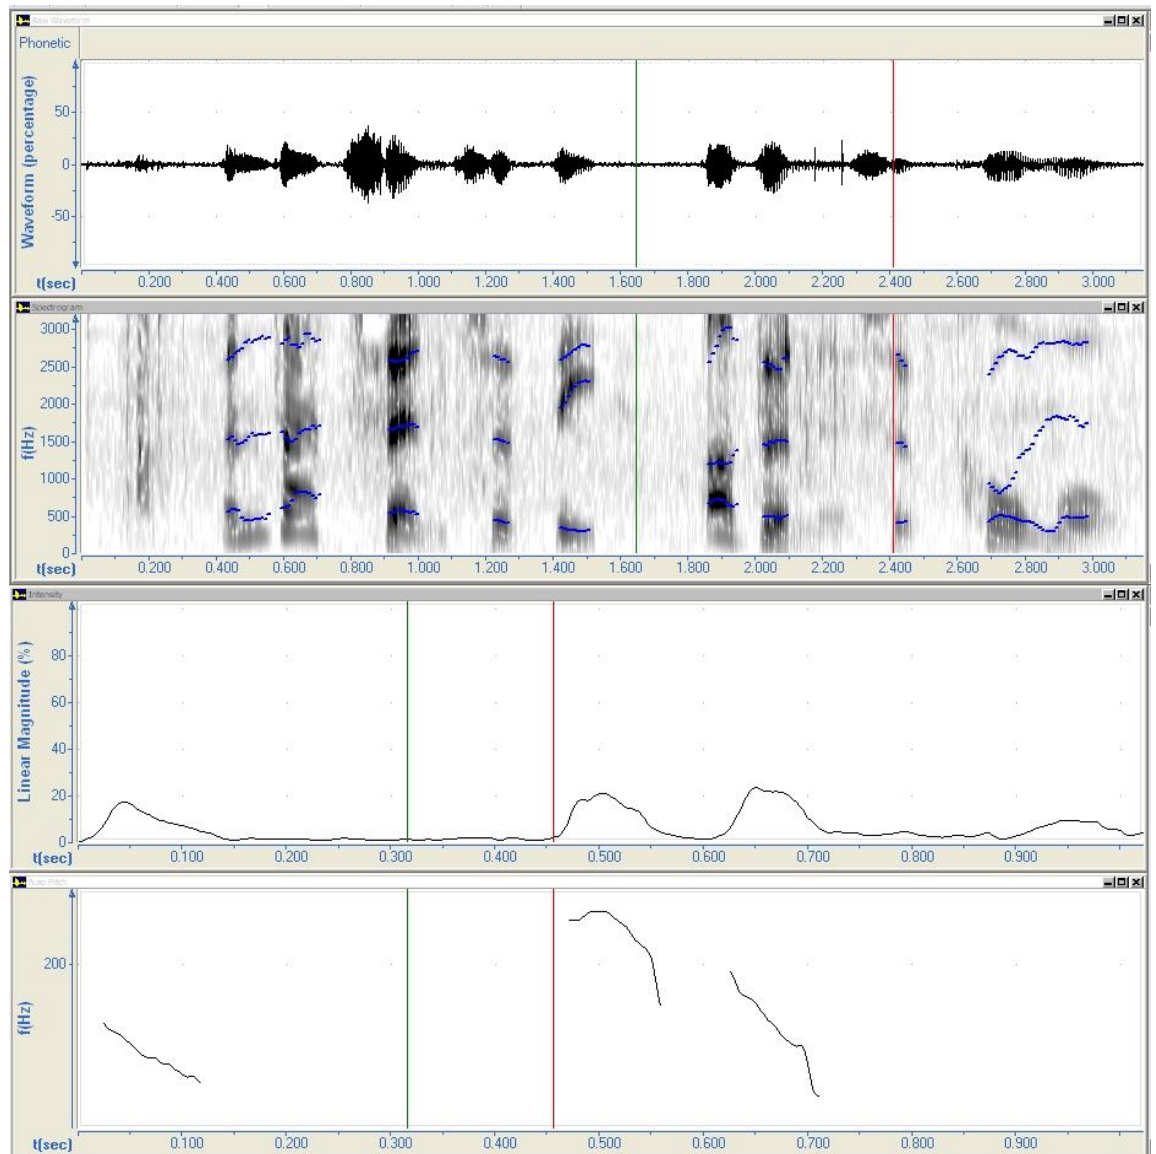 Raw Waveform
Phonetic
Waveform (percentage)
50
0
-50
t(sec) 0.200 0.400 0.600 0.800 1.000 1.200 1.400 1.600 1.800 2.000 2.200 2.400 2.600 2.800 3.000
Spectrogram
f(Hz)
3000
2500
2000
1500
1000
500
0
t(sec) 0.200 0.400 0.600 0.800 1.000 1.200 1.400 1.600 1.800 2.000 2.200 2.400 2.600 2.800 3.000
Intensity
Linear Magnitude (%)
80
60
40
20
0
t(sec) 0.100 0.200 0.300 0.400 0.500 0.600 0.700 0.800 0.900
Auto Pitch
f(Hz)
200
t(sec) 0.100 0.200 0.300 0.400 0.500 0.600 0.700 0.800 0.900